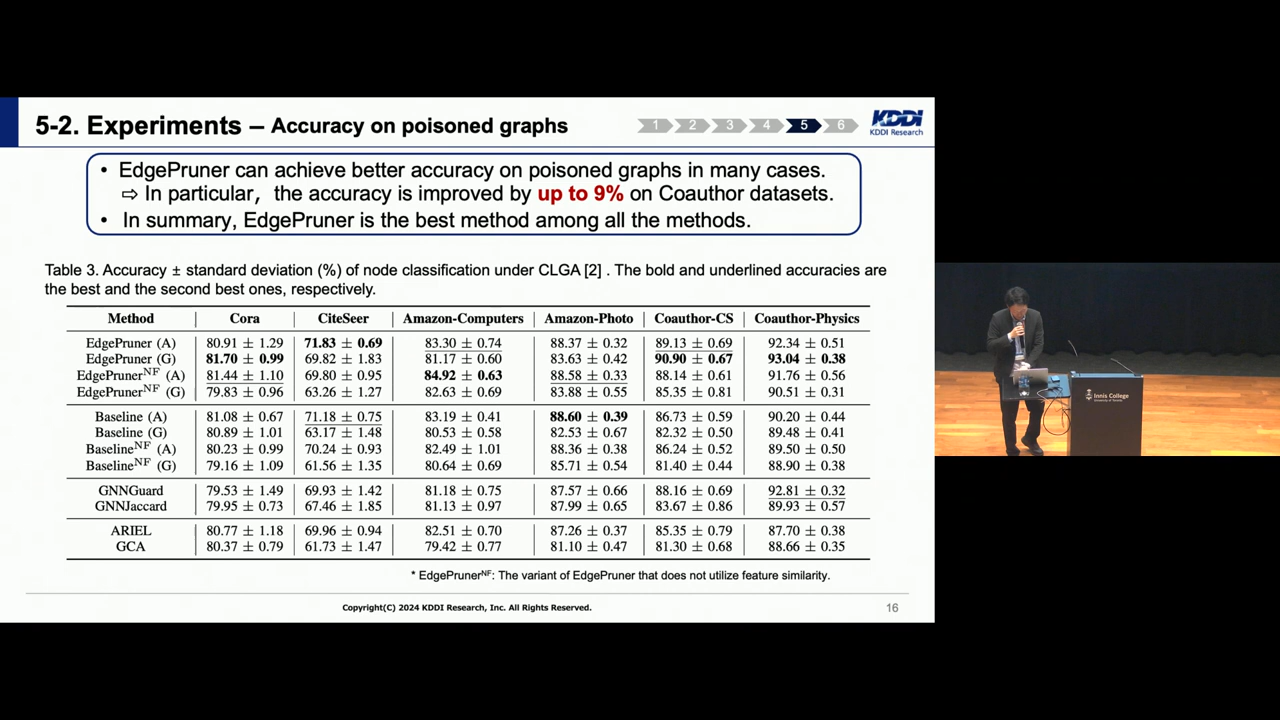 5-2. Experiments – Accuracy on poisoned graphs
1 2 3 4 5 6
KDDI
KDDI Research
• EdgePruner can achieve better accuracy on poisoned graphs in many cases.
⇨ In particular, the accuracy is improved by up to 9% on Coauthor datasets.
• In summary, EdgePruner is the best method among all the methods.
Table 3. Accuracy ± standard deviation (%) of node classification under CLGA [2] . The bold and underlined accuracies are
the best and the second best ones, respectively.
Method Cora CiteSeer Amazon-Computers Amazon-Photo Coauthor-CS Coauthor-Physics
EdgePruner (A) 80.91 ± 1.29 71.83 ± 0.69 83.30 ± 0.74 88.37 ± 0.32 89.13 ± 0.69 92.34 ± 0.51
EdgePruner (G) 81.70 ± 0.99 69.82 ± 1.83 81.17 ± 0.60 83.63 ± 0.42 90.90 ± 0.67 93.04 ± 0.38
EdgePrunerNF (A) 81.44 ± 1.10 69.80 ± 0.95 84.92 ± 0.63 88.58 ± 0.33 88.14 ± 0.61 91.76 ± 0.56
EdgePrunerNF (G) 79.83 ± 0.96 63.26 ± 1.27 82.63 ± 0.69 83.88 ± 0.55 85.35 ± 0.81 90.51 ± 0.31
Baseline (A) 81.08 ± 0.67 71.18 ± 0.75 83.19 ± 0.41 88.60 ± 0.39 86.73 ± 0.59 90.20 ± 0.44
Baseline (G) 80.89 ± 1.01 63.17 ± 1.48 80.53 ± 0.58 82.53 ± 0.67 82.32 ± 0.50 89.48 ± 0.41
BaselineNF (A) 80.23 ± 0.99 70.24 ± 0.93 82.49 ± 1.01 88.36 ± 0.38 86.24 ± 0.52 89.50 ± 0.50
BaselineNF (G) 79.16 ± 1.09 61.56 ± 1.35 80.64 ± 0.69 85.71 ± 0.54 81.40 ± 0.44 88.90 ± 0.38
GNNGuard 79.53 ± 1.49 69.93 ± 1.42 81.18 ± 0.75 87.57 ± 0.66 88.16 ± 0.69 92.81 ± 0.32
GNNJaccard 79.95 ± 0.73 67.46 ± 1.85 81.13 ± 0.97 87.99 ± 0.65 83.67 ± 0.86 89.93 ± 0.57
ARIEL 80.77 ± 1.18 69.96 ± 0.94 82.51 ± 0.70 87.26 ± 0.37 85.35 ± 0.79 87.70 ± 0.38
GCA 80.37 ± 0.79 61.73 ± 1.47 79.42 ± 0.77 81.10 ± 0.47 81.30 ± 0.68 88.66 ± 0.35
* EdgePrunerNF: The variant of EdgePruner that does not utilize feature similarity.
Copyright(C) 2024 KDDI Research, Inc. All Rights Reserved.
16
Innis College